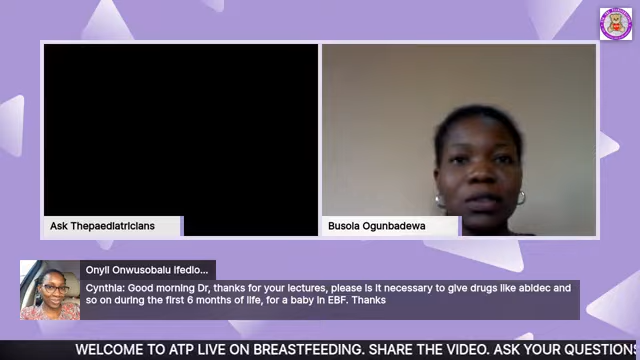 Ask Thepaediatricians
Busola Ogunbadewa
Onyii Onwusobalu Ifedio...
Cynthia: Good morning Dr, thanks for your lectures, please is it necessary to give drugs like abidec and
so on during the first 6 months of life, for a baby in EBF. Thanks
WELCOME TO ATP LIVE ON BREASTFEEDING. SHARE THE VIDEO. ASK YOUR QUESTIONS